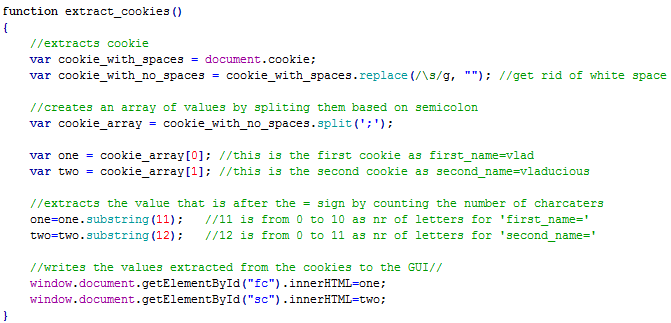 function extract_cookies()
{
//extracts cookie
var cookie_with_spaces = document.cookie;
var cookie_with_no_spaces = cookie_with_spaces.replace(/\s/g, ""); //get rid of white space
//creates an array of values by spliting them based on semicolon
var cookie_array = cookie_with_no_spaces.split(';');
var one = cookie_array[0]; //this is the first cookie as first_name=vlad
var two = cookie_array[1]; //this is the second cookie as second_name=vladucious
//extracts the value that is after the = sign by counting the number of charcaters
one=one.substring(11); //11 is from 0 to 10 as nr of letters for 'first_name='
two=two.substring(12); //12 is from 0 to 11 as nr of letters for 'second_name='
//writes the values extracted from the cookies to the GUI//
window.document.getElementById("fc").innerHTML=one;
window.document.getElementById("sc").innerHTML=two;
}